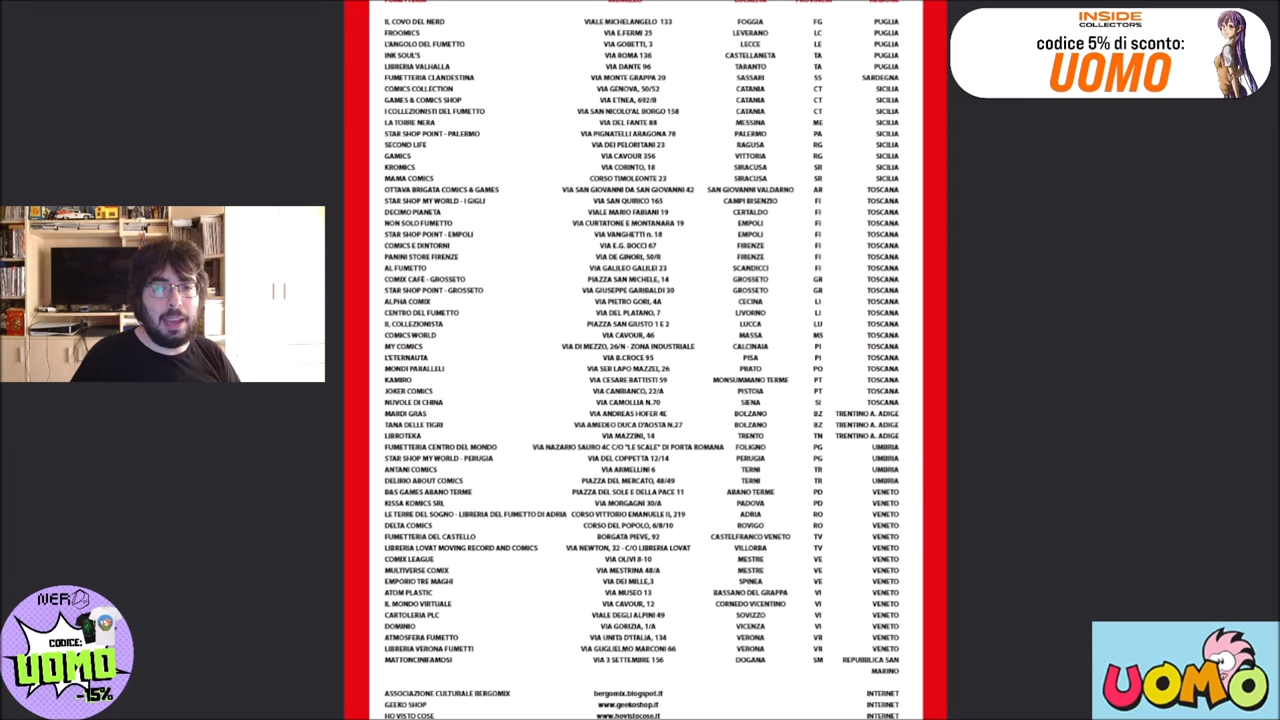 FUMETTERIA INDIRIZZO LOCALITÀ PROVINCIA REGIONE
IL COVO DEL NERD VIALE MICHELANGELO 133 FOGGIA FG PUGLIA
FROOMICS VIA E.FERMI 25 LEVERANO LC PUGLIA
L'ANGOLO DEL FUMETTO VIA GOBETTI, 3 LECCE LE PUGLIA
INK SOUL'S VIA ROMA 136 CASTELLANETA TA PUGLIA
LIBRERIA VALHALLA VIA DANTE 96 TARANTO TA PUGLIA
FUMETTERIA CLANDESTINA VIA MONTE GRAPPA 20 SASSARI SS SARDEGNA
COMICS COLLECTION VIA GENOVA, 50/52 CATANIA CT SICILIA
GAMES & COMICS SHOP VIA ETNEA, 692/B CATANIA CT SICILIA
I COLLEZIONISTI DEL FUMETTO VIA SAN NICOLO'AL BORGO 158 CATANIA CT SICILIA
LA TORRE NERA VIA DEL FANTE 88 MESSINA ME SICILIA
STAR SHOP POINT - PALERMO VIA PIGNATELLI ARAGONA 78 PALERMO PA SICILIA
SECOND LIFE VIA DEI PELORITANI 23 RAGUSA RG SICILIA
GAMICS VIA CAVOUR 356 VITTORIA RG SICILIA
KROMICS VIA CORINTO, 18 SIRACUSA SR SICILIA
MAMA COMICS CORSO TIMOLEONTE 23 SIRACUSA SR SICILIA
OTTAVA BRIGATA COMICS & GAMES VIA SAN GIOVANNI DA SAN GIOVANNI 42 SAN GIOVANNI VALDARNO AR TOSCANA
STAR SHOP MY WORLD - I GIGLI VIA SAN QUIRICO 165 CAMPI BISENZIO FI TOSCANA
DECIMO PIANETA VIALE MARIO FABIANI 19 CERTALDO FI TOSCANA
NON SOLO FUMETTO VIA CURTATONE E MONTANARA 19 EMPOLI FI TOSCANA
STAR SHOP POINT - EMPOLI VIA VANGHETTI n. 18 EMPOLI FI TOSCANA
COMICS E DINTORNI VIA E.G. BOCCI 67 FIRENZE FI TOSCANA
PANINI STORE FIRENZE VIA DE GINORI, 50/R FIRENZE FI TOSCANA
AL FUMETTO VIA GALILEO GALILEI 23 SCANDICCI FI TOSCANA
COMIX CAFÈ - GROSSETO PIAZZA SAN MICHELE, 14 GROSSETO GR TOSCANA
STAR SHOP POINT - GROSSETO VIA GIUSEPPE GARIBALDI 30 GROSSETO GR TOSCANA
ALPHA COMIX VIA PIETRO GORI, 4A CECINA LI TOSCANA
CENTRO DEL FUMETTO VIA DEL PLATANO, 7 LIVORNO LI TOSCANA
IL COLLEZIONISTA PIAZZA SAN GIUSTO 1 E 2 LUCCA LU TOSCANA
COMICS WORLD VIA CAVOUR, 46 MASSA MS TOSCANA
MY COMICS VIA DI MEZZO, 26/N - ZONA INDUSTRIALE CALCINAIA PI TOSCANA
L'ETERNAUTA VIA B.CROCE 95 PISA PI TOSCANA
MONDI PARALLELI VIA SER LAPO MAZZEI, 26 PRATO PO TOSCANA
KAMIRO VIA CESARE BATTISTI 59 MONSUMMANO TERME PT TOSCANA
JOKER COMICS VIA CANBIANCO, 22/A PISTOIA PT TOSCANA
NUVOLE DI CHINA VIA CAMOLLIA N.70 SIENA SI TOSCANA
MARDI GRAS VIA ANDREAS HOFER 4E BOLZANO BZ TRENTINO A. ADIGE
TANA DELLE TIGRI VIA AMEDEO DUCA D'AOSTA N.27 BOLZANO BZ TRENTINO A. ADIGE
LIBROTEKA VIA MAZZINI, 14 TRENTO TN TRENTINO A. ADIGE
FUMETTERIA CENTRO DEL MONDO VIA NAZARIO SAURO 4C C/O "LE SCALE" DI PORTA ROMANA FOLIGNO PG UMBRIA
STAR SHOP MY WORLD - PERUGIA VIA DEL COPPETTA 12/14 PERUGIA PG UMBRIA
ANTANI COMICS VIA ARMELLINI 6 TERNI TR UMBRIA
DELIRIO ABOUT COMICS PIAZZA DEL MERCATO, 48/49 TERNI TR UMBRIA
B&S GAMES ABANO TERME PIAZZA DEL SOLE E DELLA PACE 11 ABANO TERME PD VENETO
KISSA KOMICS SRL VIA MORGAGNI 30/A PADOVA PD VENETO
LE TERRE DEL SOGNO - LIBRERIA DEL FUMETTO DI ADRIA CORSO VITTORIO EMANUELE II, 219 ADRIA RO VENETO
DELTA COMICS CORSO DEL POPOLO, 6/8/10 ROVIGO RO VENETO
FUMETTERIA DEL CASTELLO BORGATA PIEVE, 92 CASTELFRANCO VENETO TV VENETO
LIBRERIA LOVAT MOVING RECORD AND COMICS VIA NEWTON, 32 - C/O LIBRERIA LOVAT VILLORBA TV VENETO
COMIX LEAGUE VIA OLIVI 8-10 MESTRE VE VENETO
MULTIVERSE COMIX VIA MESTRINA 48/A MESTRE VE VENETO
EMPORIO TRE MAGHI VIA DEI MILLE,3 SPINEA VE VENETO
ATOM PLASTIC VIA MUSEO 13 BASSANO DEL GRAPPA VI VENETO
IL MONDO VIRTUALE VIA CAVOUR, 12 CORNEDO VICENTINO VI VENETO
CARTOLERIA PLC VIALE DEGLI ALPINI 49 SOVIZZO VI VENETO
DOMINIO VIA GORIZIA, 1/A VICENZA VI VENETO
ATMOSFERA FUMETTO VIA UNITÀ D'ITALIA, 134 VERONA VR VENETO
LIBRERIA VERONA FUMETTI VIA GUGLIELMO MARCONI 66 VERONA VR VENETO
MATTONCINIFAMOSI VIA 3 SETTEMBRE 156 DOGANA SM REPUBBLICA SAN
MARINO
ASSOCIAZIONE CULTURALE BERGOMIX bergomix.blogspot.it INTERNET
GEEKO SHOP www.geekoshop.it INTERNET
HO VISTO COSE www.hovistocose.it INTERNET
INSIDE
COLLECTORS
codice 5% di sconto:
UOMO
CODICE:
UOMO
-15%
UOMO